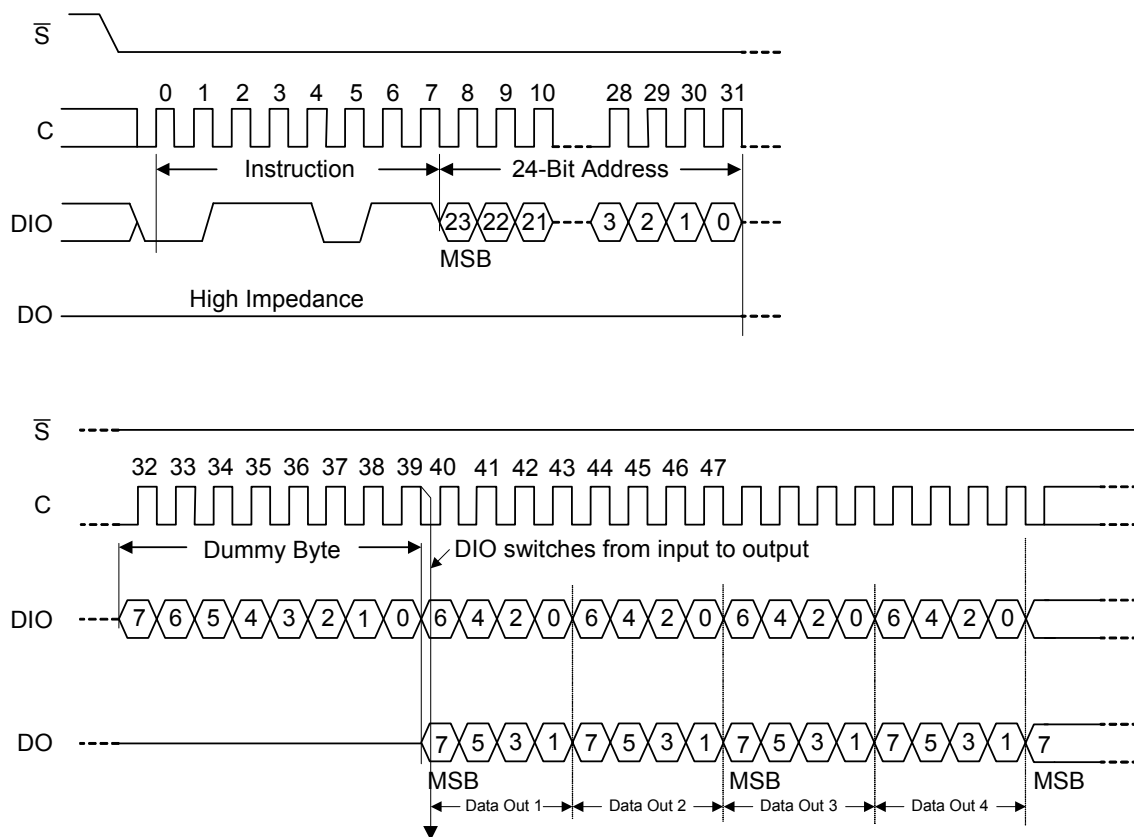 S
0 1 2 3 4 5 6 7 8 9 10 28 29 30 31
C
Instruction 24-Bit Address
DIO 23 22 21 3 2 1 0
MSB
High Impedance
DO
S
32 33 34 35 36 37 38 39 40 41 42 43 44 45 46 47
C
Dummy Byte DIO switches from input to output
DIO 7 6 5 4 3 2 1 0 6 4 2 0 6 4 2 0 6 4 2 0 6 4 2 0
DO 7 5 3 1 7 5 3 1 7 5 3 1 7 5 3 1 7
MSB MSB MSB
Data Out 1 Data Out 2 Data Out 3 Data Out 4